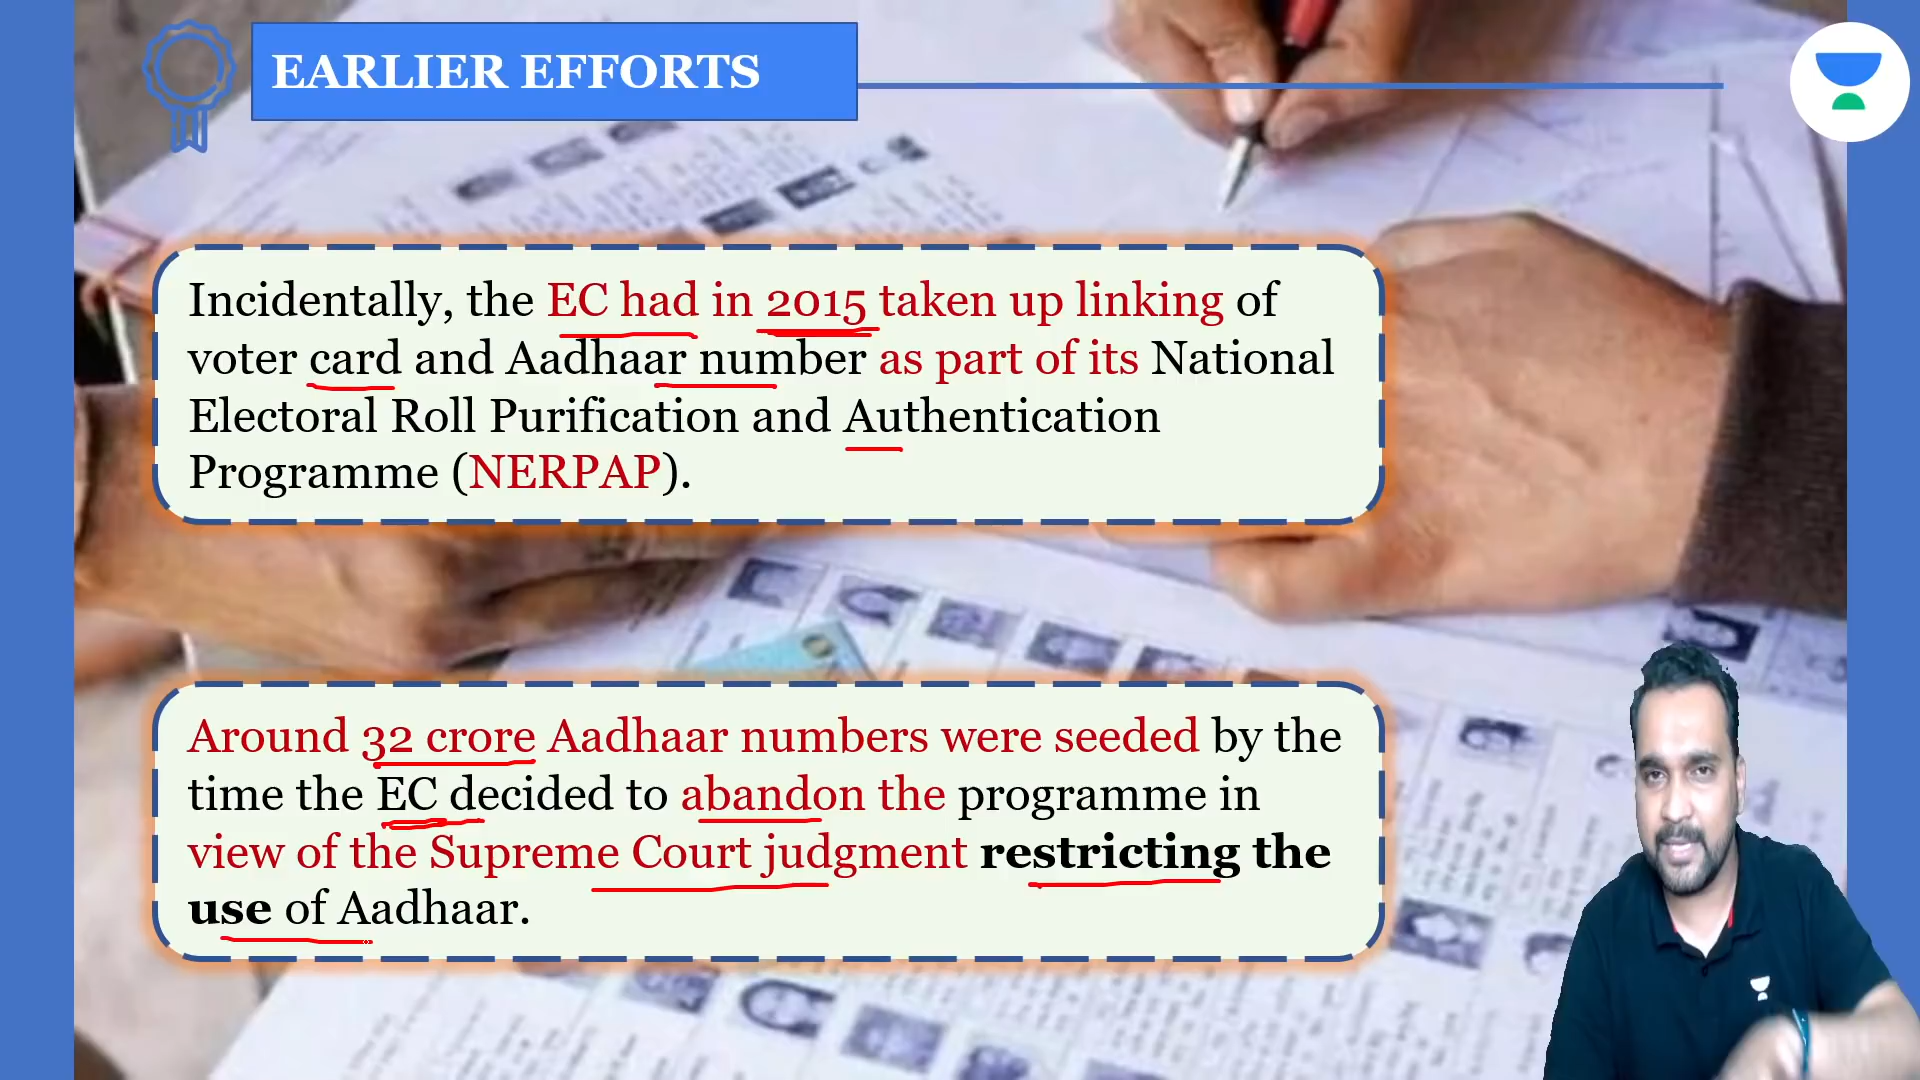 EARLIER EFFORTS
Incidentally, the EC had in 2015 taken up linking of
voter card and Aadhaar number as part of its National
Electoral Roll Purification and Authentication
Programme (NERPAP).
Around 32 crore Aadhaar numbers were seeded by the
time the EC decided to abandon the programme in
view of the Supreme Court judgment restricting the
use of Aadhaar.